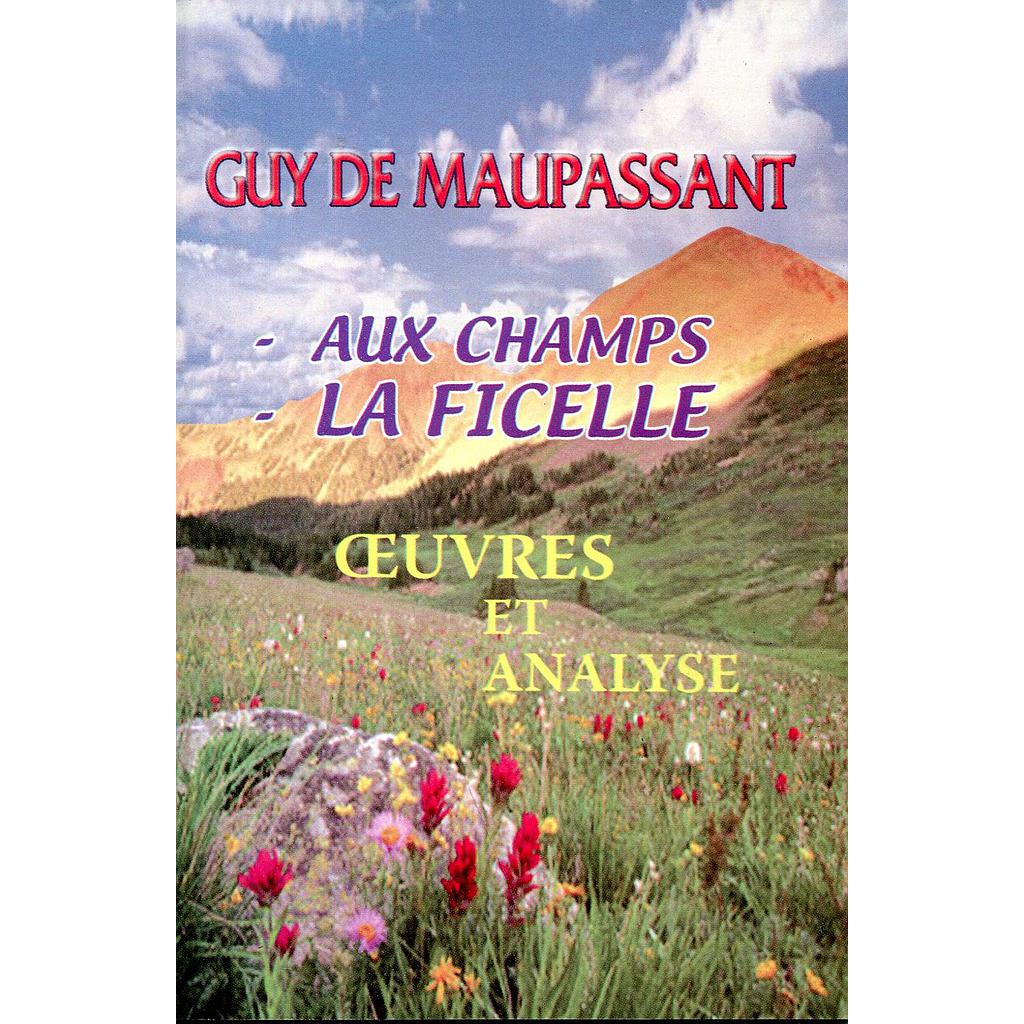 GUY DE MAUPASSANT
- AUX CHAMPS
- LA FICELLE
ŒUVRES
ET
ANALYSE